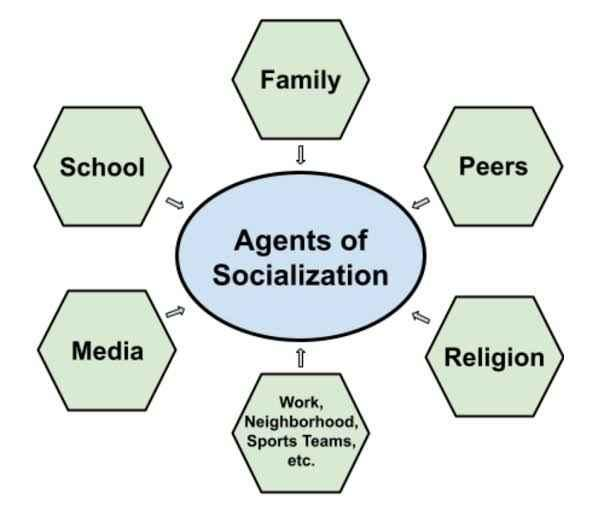 Family
School
Peers
Agents of
Socialization
Media
Religion
Work,
Neighborhood,
Sports Teams,
etc.